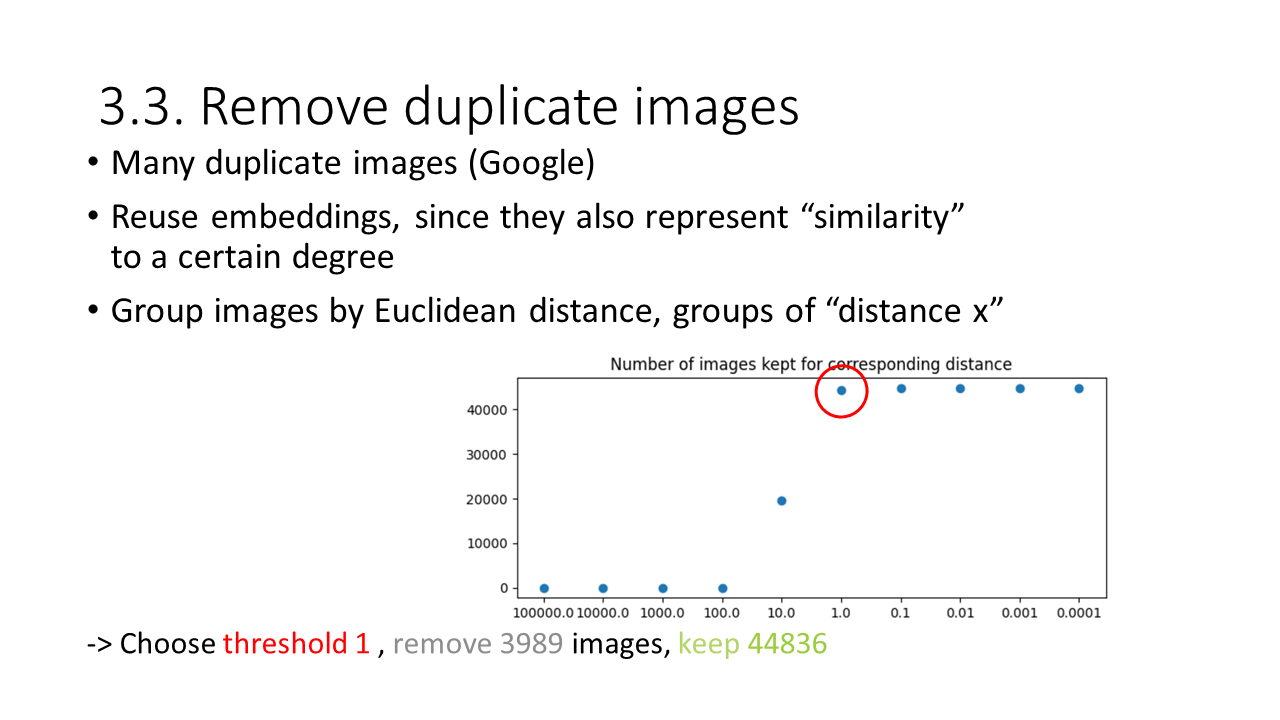 3.3. Remove duplicate images
• Many duplicate images (Google)
• Reuse embeddings, since they also represent “similarity”
to a certain degree
• Group images by Euclidean distance, groups of “distance x”
Number of images kept for corresponding distance
40000
30000
20000
10000
0
100000.0 10000.0 1000.0 100.0 10.0 1.0 0.1 0.01 0.001 0.0001
-> Choose threshold 1 , remove 3989 images, keep 44836